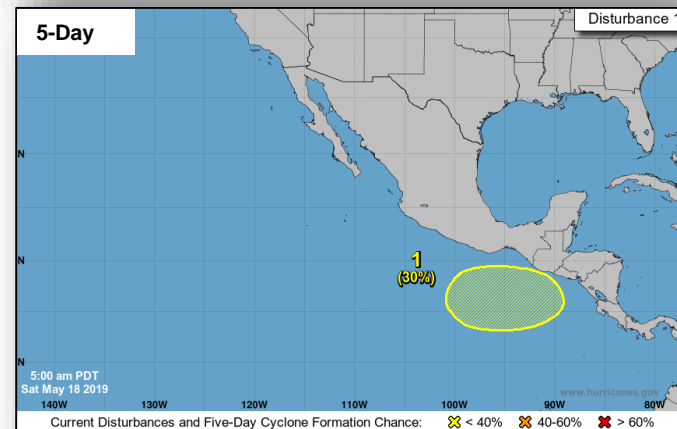 5-Day
Disturbance 1
N
N
1
(30%)
N
5:00 am PDT
Sat May 18 2019
www.hurricanes.gov
140W 130W 120W 110W 100W 90W 80W
Current Disturbances and Five-Day Cyclone Formation Chance: < 40% 40-60% > 60%